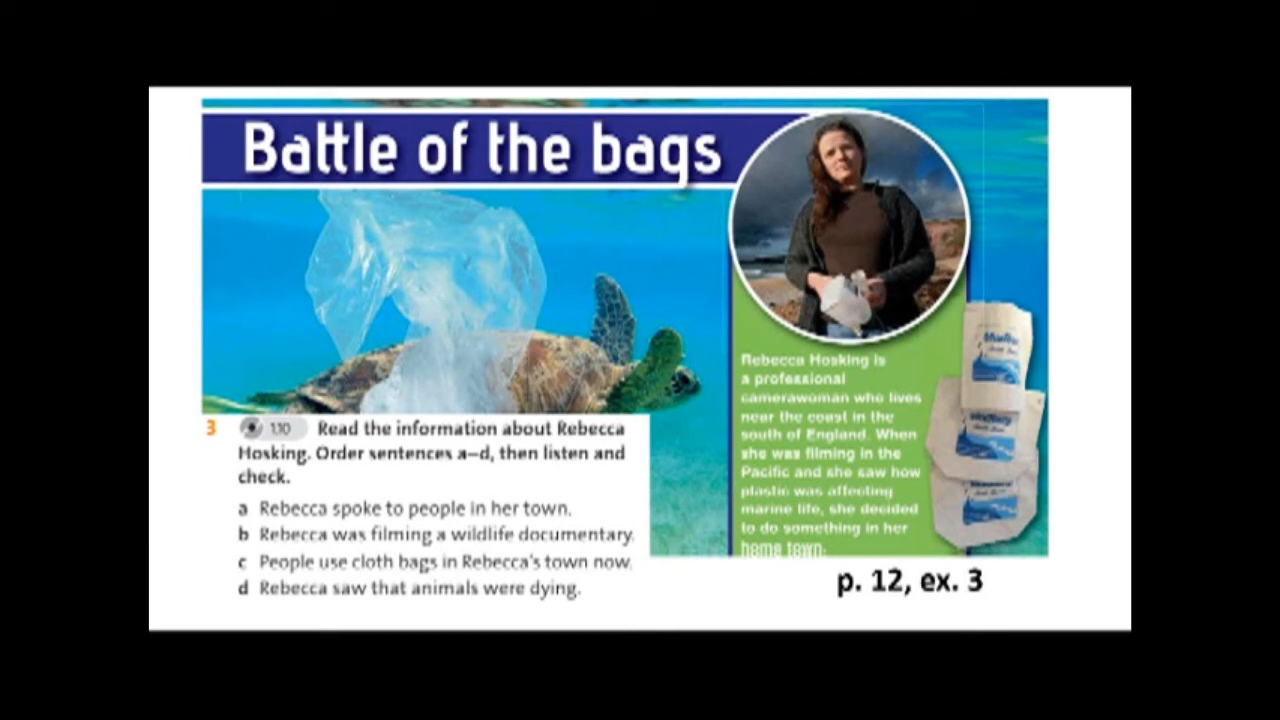 Battle of the bags
Rebecca Hosking is
a professional
camerawoman who lives
near the coast in the
south of England. When
she was filming in the
Pacific and she saw how
plastic was affecting
marine life, she decided
to do something in her
home town.
3 1.10 Read the information about Rebecca
Hosking. Order sentences a–d, then listen and
check.
a Rebecca spoke to people in her town.
b Rebecca was filming a wildlife documentary.
c People use cloth bags in Rebecca's town now.
d Rebecca saw that animals were dying.
p. 12, ex. 3